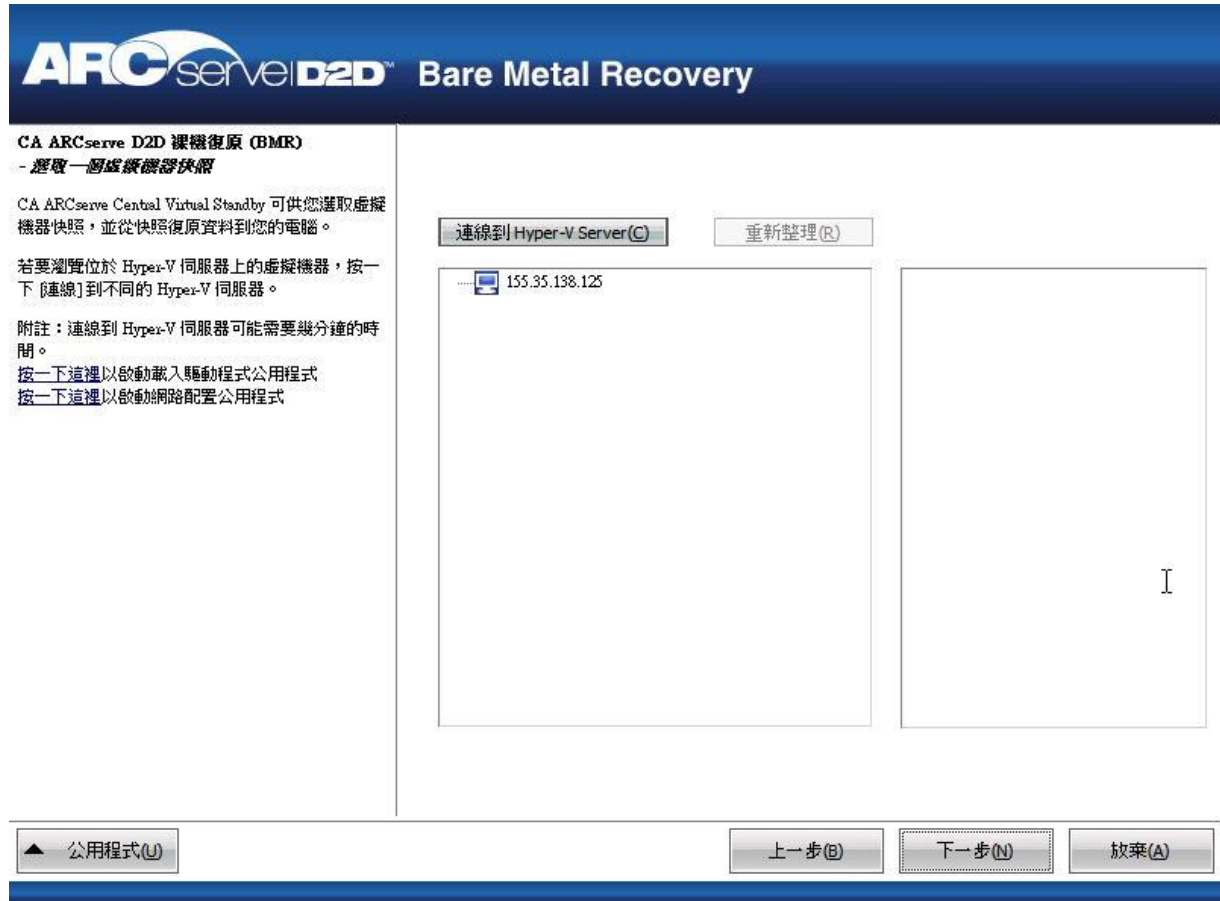 ARCserve D2D™ Bare Metal Recovery
CA ARCserve D2D 裸機復原 (BMR)
- 選取一個虛擬機器快照
CA ARCserve Central Virtual Standby 可供您選取虛擬
機器快照，並從快照復原資料到您的電腦。
若要瀏覽位於 Hyper-V 伺服器上的虛擬機器，按一
下 [連線] 到不同的 Hyper-V 伺服器。
附註：連線到 Hyper-V 伺服器可能需要幾分鐘的時
間。
按一下這裡以啟動載入驅動程式公用程式
按一下這裡以啟動網路配置公用程式
連線到 Hyper-V Server(C)
重新整理(R)
155.35.138.125
公用程式(U)
上一步(B)
下一步(N)
放棄(A)